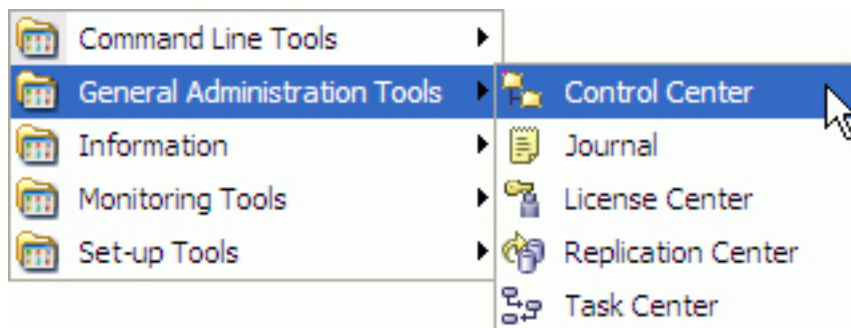 Command Line Tools
General Administration Tools
Information
Monitoring Tools
Set-up Tools
Control Center
Journal
License Center
Replication Center
Task Center